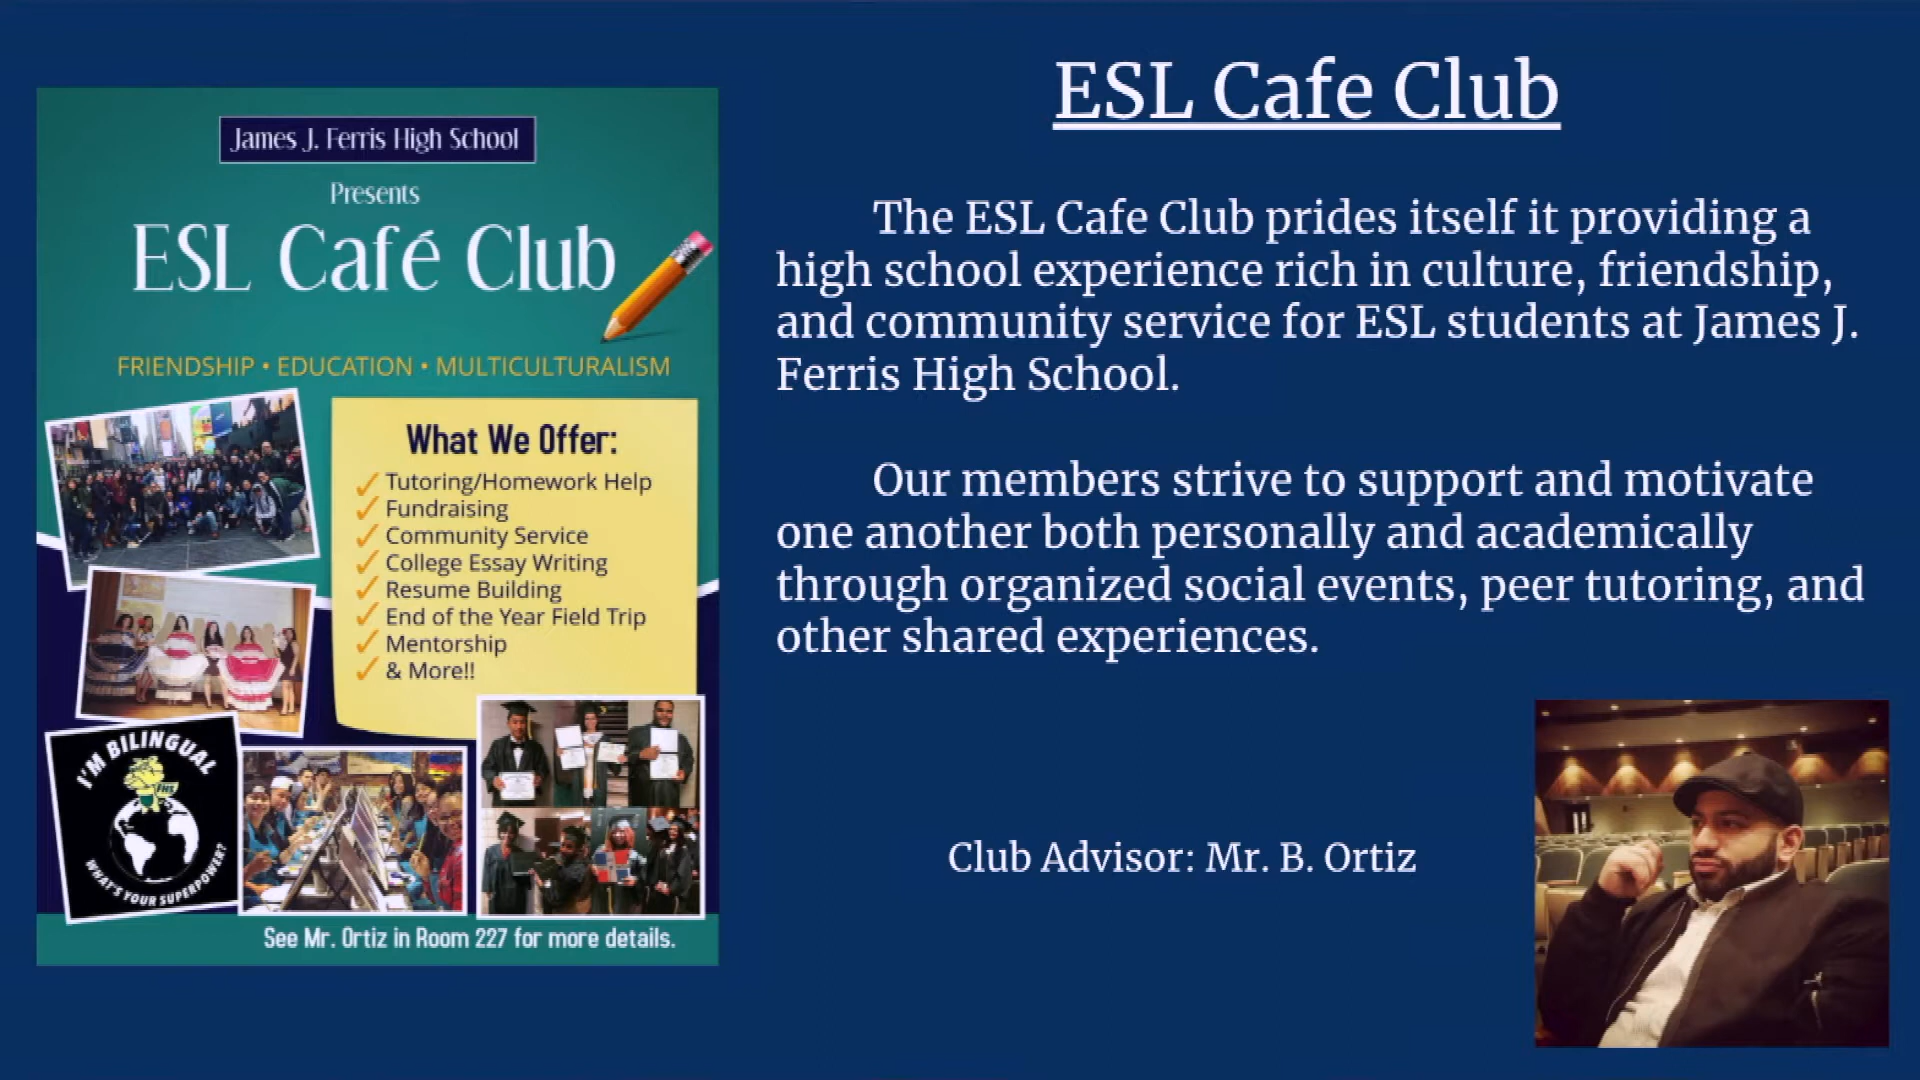 James J. Ferris High School
Presents
ESL Café Club
FRIENDSHIP • EDUCATION • MULTICULTURALISM
What We Offer:
✓ Tutoring/Homework Help
✓ Fundraising
✓ Community Service
✓ College Essay Writing
✓ Resume Building
✓ End of the Year Field Trip
✓ Mentorship
✓ & More!!
I'M BILINGUAL
FHS
WHAT'S YOUR SUPERPOWER?
See Mr. Ortiz in Room 227 for more details.
ESL Cafe Club
The ESL Cafe Club prides itself it providing a
high school experience rich in culture, friendship,
and community service for ESL students at James J.
Ferris High School.
Our members strive to support and motivate
one another both personally and academically
through organized social events, peer tutoring, and
other shared experiences.
Club Advisor: Mr. B. Ortiz